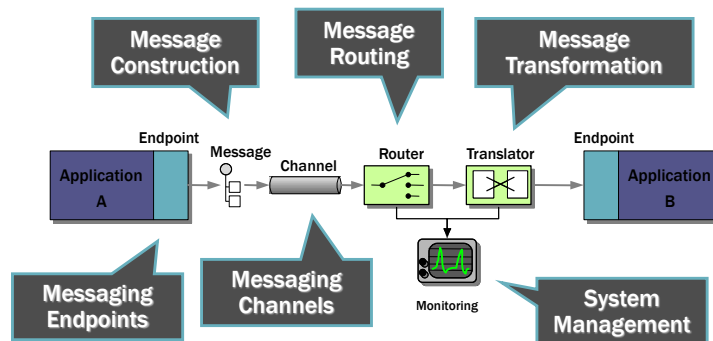 Message
Construction
Message
Routing
Message
Transformation
Endpoint
Message
Channel
Router
Translator
Endpoint
Application
A
Application
B
Messaging
Endpoints
Messaging
Channels
Monitoring
System
Management